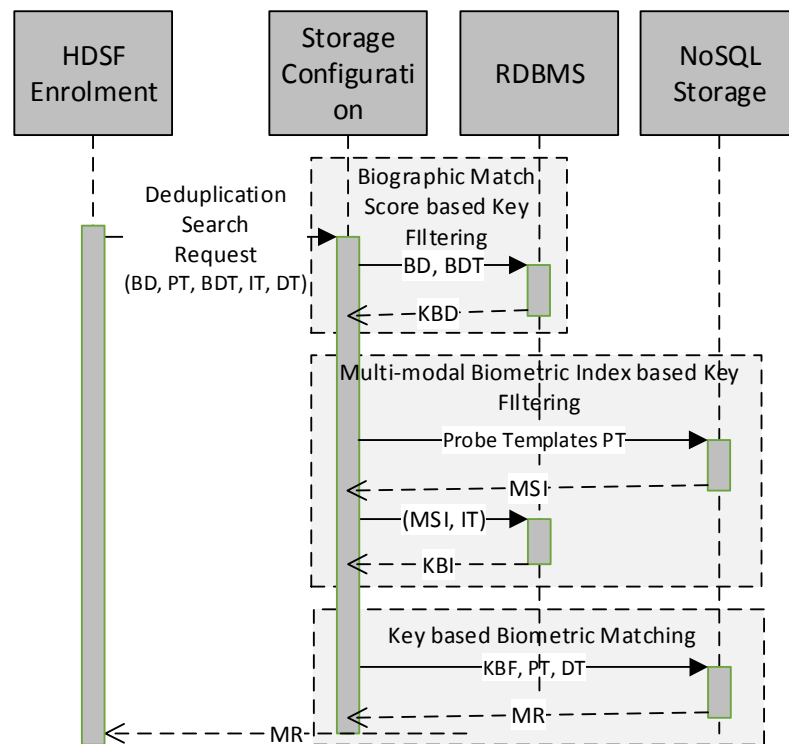 HDSF
Enrolment
Storage
Configurati
on
RDBMS
NoSQL
Storage
Biographic Match
Score based Key
FIltering
Deduplication
Search
Request
(BD, PT, BDT, IT, DT)
BD, BDT
KBD
Multi-modal Biometric Index based Key
FIltering
Probe Templates PT
MSI
(MSI, IT)
KBI
Key based Biometric Matching
KBF, PT, DT
MR
MR